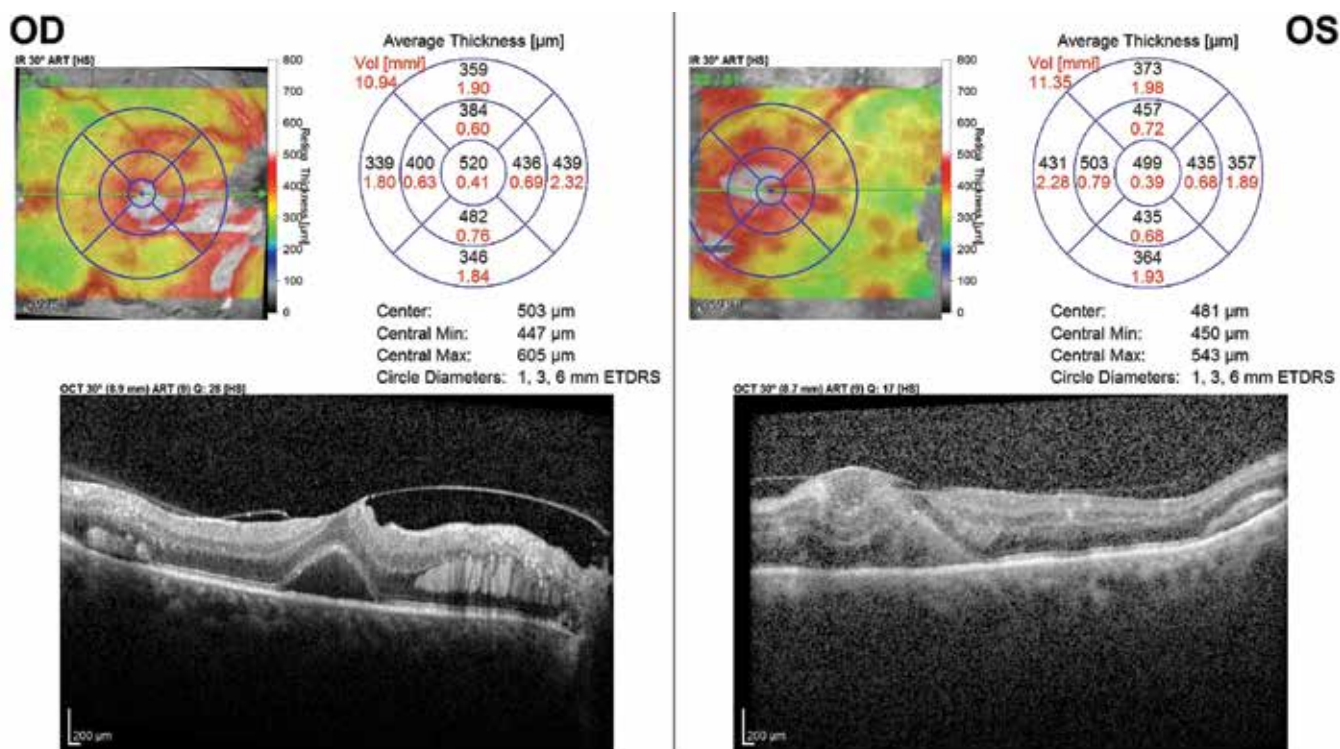 OD
IR 30° ART [HS]
800
700
600
500
400
300
200
100
0
Retina Thickness [µm]
Average Thickness [µm]
Vol [mm³]
10.94
359
1.90
384
0.60
339 400 520 436 439
1.80 0.63 0.41 0.69 2.32
482
0.76
346
1.84
Center: 503 µm
Central Min: 447 µm
Central Max: 605 µm
Circle Diameters: 1, 3, 6 mm ETDRS
OCT 30° (8.9 mm) ART (9) Q: 28 [HS]
200 µm
OS
IR 30° ART [HS]
800
700
600
500
400
300
200
100
0
Retina Thickness [µm]
Average Thickness [µm]
Vol [mm³]
11.35
373
1.98
457
0.72
431 503 499 435 357
2.28 0.79 0.39 0.68 1.89
435
0.68
364
1.93
Center: 481 µm
Central Min: 450 µm
Central Max: 543 µm
Circle Diameters: 1, 3, 6 mm ETDRS
OCT 30° (8.7 mm) ART (9) Q: 17 [HS]
200 µm